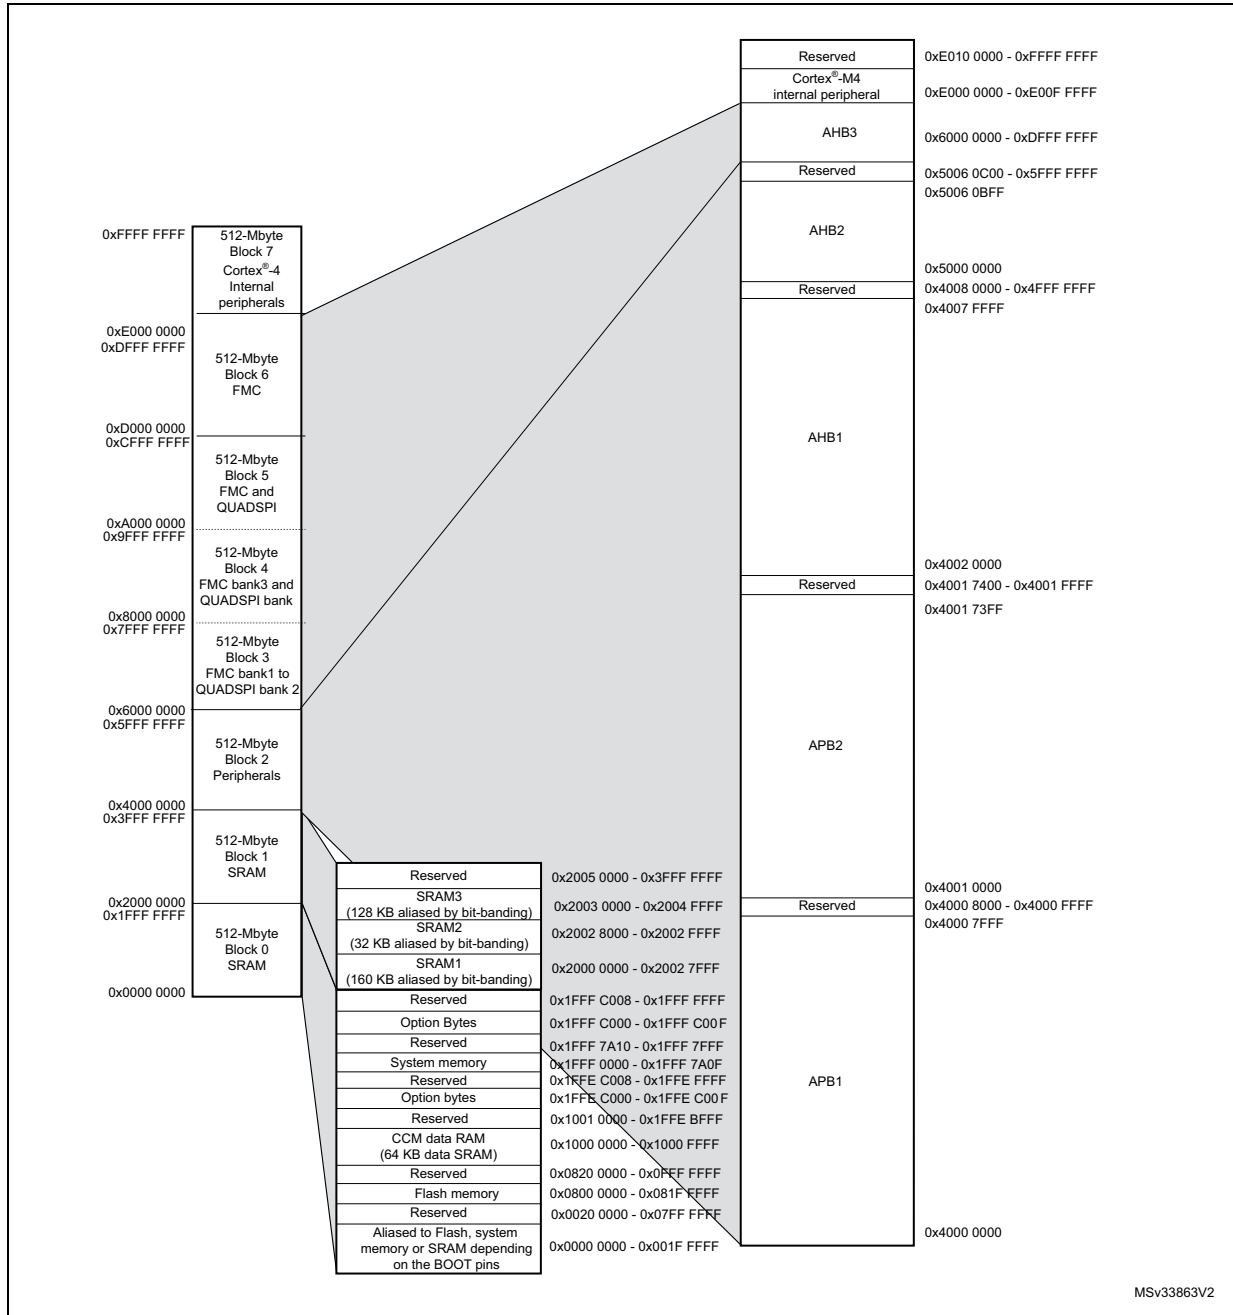 0xFFFF FFFF
512-Mbyte
Block 7
Cortex®-4
Internal
peripherals
0xE000 0000
0xDFFF FFFF
512-Mbyte
Block 6
FMC
0xD000 0000
0xCFFF FFFF
512-Mbyte
Block 5
FMC and
QUADSPI
0xA000 0000
0x9FFF FFFF
512-Mbyte
Block 4
FMC bank3 and
QUADSPI bank
0x8000 0000
0x7FFF FFFF
512-Mbyte
Block 3
FMC bank1 to
QUADSPI bank 2
0x6000 0000
0x5FFF FFFF
512-Mbyte
Block 2
Peripherals
0x4000 0000
0x3FFF FFFF
512-Mbyte
Block 1
SRAM
0x2000 0000
0x1FFF FFFF
512-Mbyte
Block 0
SRAM
0x0000 0000
Reserved 0x2005 0000 - 0x3FFF FFFF
SRAM3
(128 KB aliased by bit-banding) 0x2003 0000 - 0x2004 FFFF
SRAM2
(32 KB aliased by bit-banding) 0x2002 8000 - 0x2002 FFFF
SRAM1
(160 KB aliased by bit-banding) 0x2000 0000 - 0x2002 7FFF
Reserved 0x1FFF C008 - 0x1FFF FFFF
Option Bytes 0x1FFF C000 - 0x1FFF C00F
Reserved 0x1FFF 7A10 - 0x1FFF 7FFF
System memory 0x1FFF 0000 - 0x1FFF 7A0F
Reserved 0x1FFE C008 - 0x1FFE FFFF
Option bytes 0x1FFE C000 - 0x1FFE C00F
Reserved 0x1001 0000 - 0x1FFE BFFF
CCM data RAM
(64 KB data SRAM) 0x1000 0000 - 0x1000 FFFF
Reserved 0x0820 0000 - 0x0FFF FFFF
Flash memory 0x0800 0000 - 0x081F FFFF
Reserved 0x0020 0000 - 0x07FF FFFF
Aliased to Flash, system
memory or SRAM depending 0x0000 0000 - 0x001F FFFF
on the BOOT pins
Reserved 0xE010 0000 - 0xFFFF FFFF
Cortex®-M4
internal peripheral 0xE000 0000 - 0xE00F FFFF
AHB3 0x6000 0000 - 0xDFFF FFFF
Reserved 0x5006 0C00 - 0x5FFF FFFF
0x5006 0BFF
AHB2
0x5000 0000
Reserved 0x4008 0000 - 0x4FFF FFFF
0x4007 FFFF
AHB1
0x4002 0000
Reserved 0x4001 7400 - 0x4001 FFFF
0x4001 73FF
APB2
0x4001 0000
Reserved 0x4000 8000 - 0x4000 FFFF
0x4000 7FFF
APB1
0x4000 0000
MSv33863V2